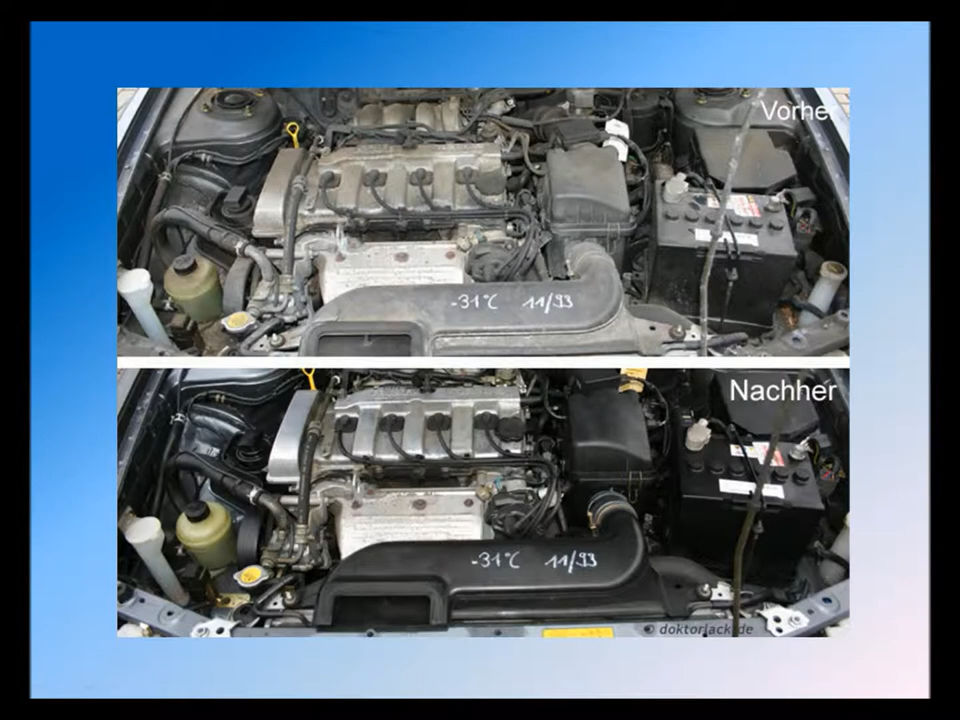 Vorher
-31°C 11/93
Nachher
-31°C 11/93
© doktorlack.de